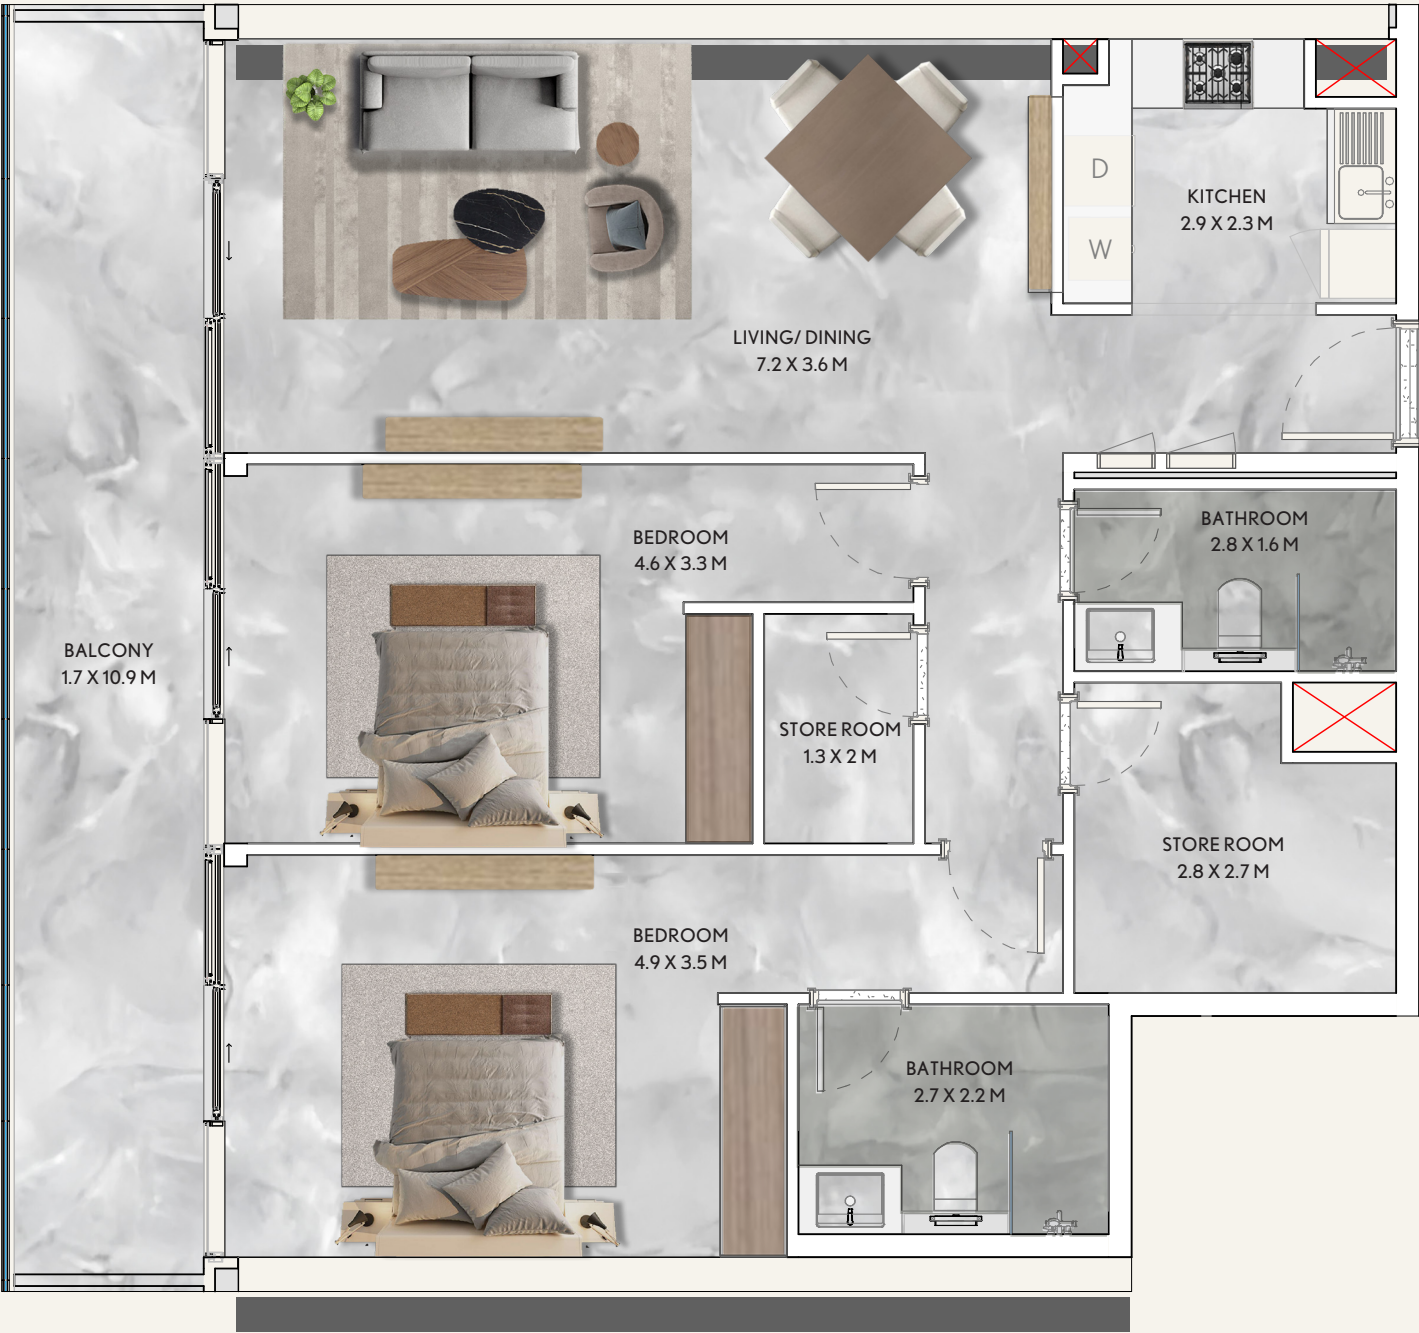 D
W
KITCHEN
2.9 X 2.3 M
LIVING/ DINING
7.2 X 3.6 M
BEDROOM
4.6 X 3.3 M
BATHROOM
2.8 X 1.6 M
BALCONY
1.7 X 10.9 M
STORE ROOM
1.3 X 2 M
STORE ROOM
2.8 X 2.7 M
BEDROOM
4.9 X 3.5 M
BATHROOM
2.7 X 2.2 M